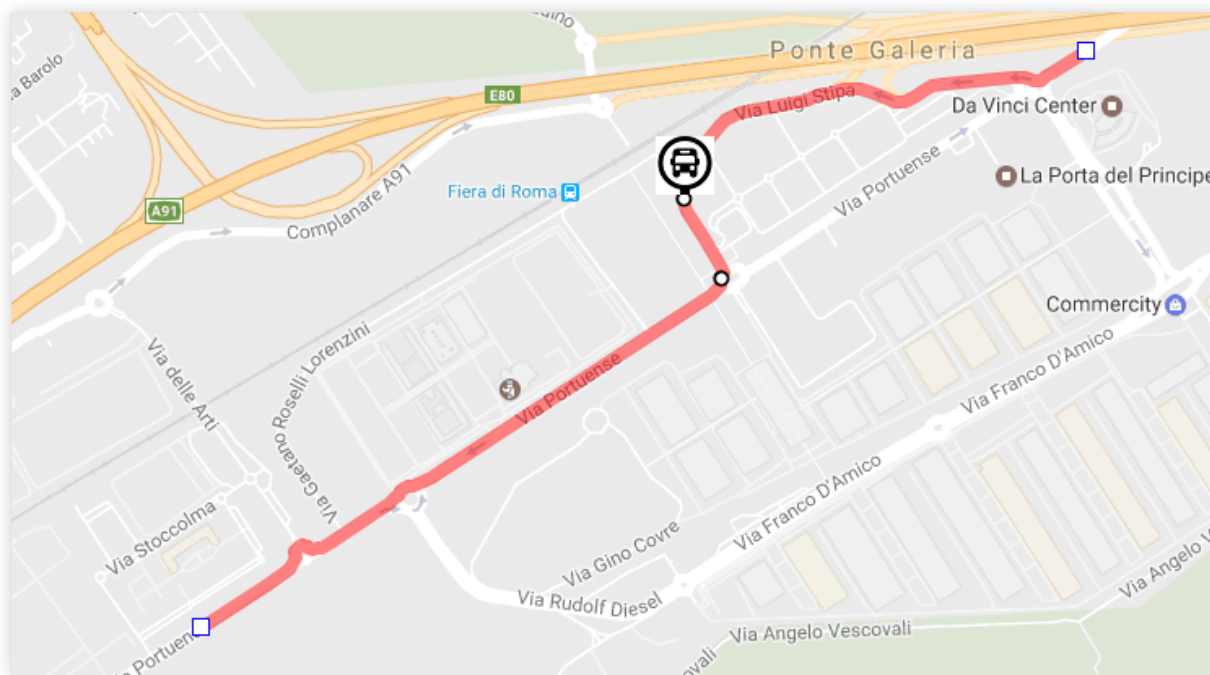 Ponte Galeria
a Barolo
E80
Via Luigi Stipa
Da Vinci Center
Via Portuense
La Porta del Principe
Fiera di Roma
A91
Complanare A91
Commercity
Via delle Arti
Via Gaetano Roselli Lorenzini
Via Portuense
Via Franco D'Amico
Via Franco D'Amico
Via Stoccolma
Via Gino Covre
Via Rudolf Diesel
Via Angelo V
Via Angelo Vescovali
a Portuen
ovali